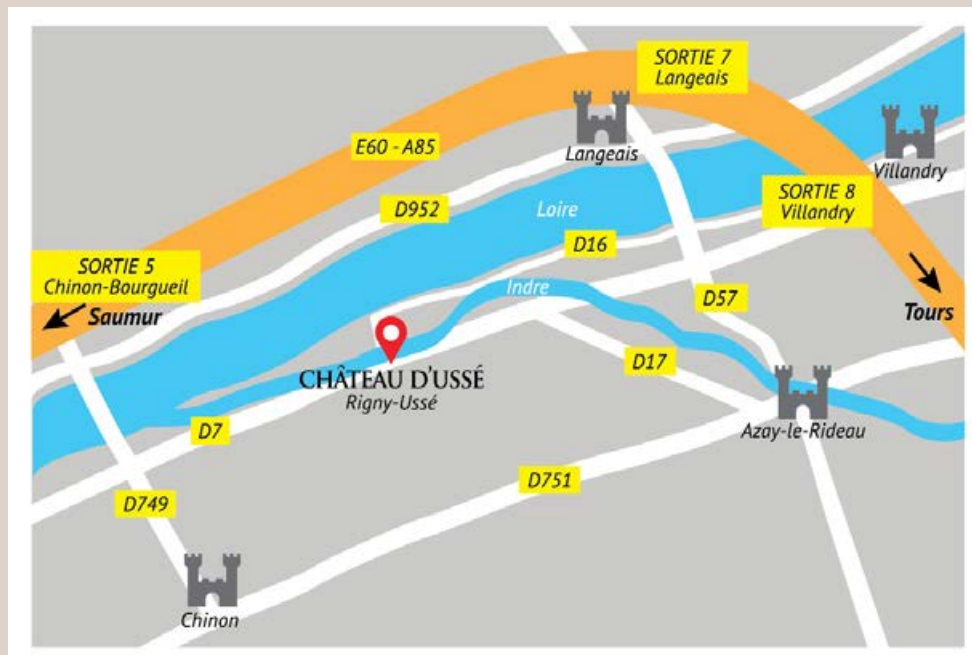 SORTIE 7
Langeais
E60 - A85
Langeais
Villandry
SORTIE 8
Villandry
D952
Loire
D16
SORTIE 5
Chinon-Bourgueil
Saumur
Indre
D57
Tours
CHÂTEAU D'USSÉ
Rigny-Ussé
D17
D7
Azay-le-Rideau
D751
D749
Chinon